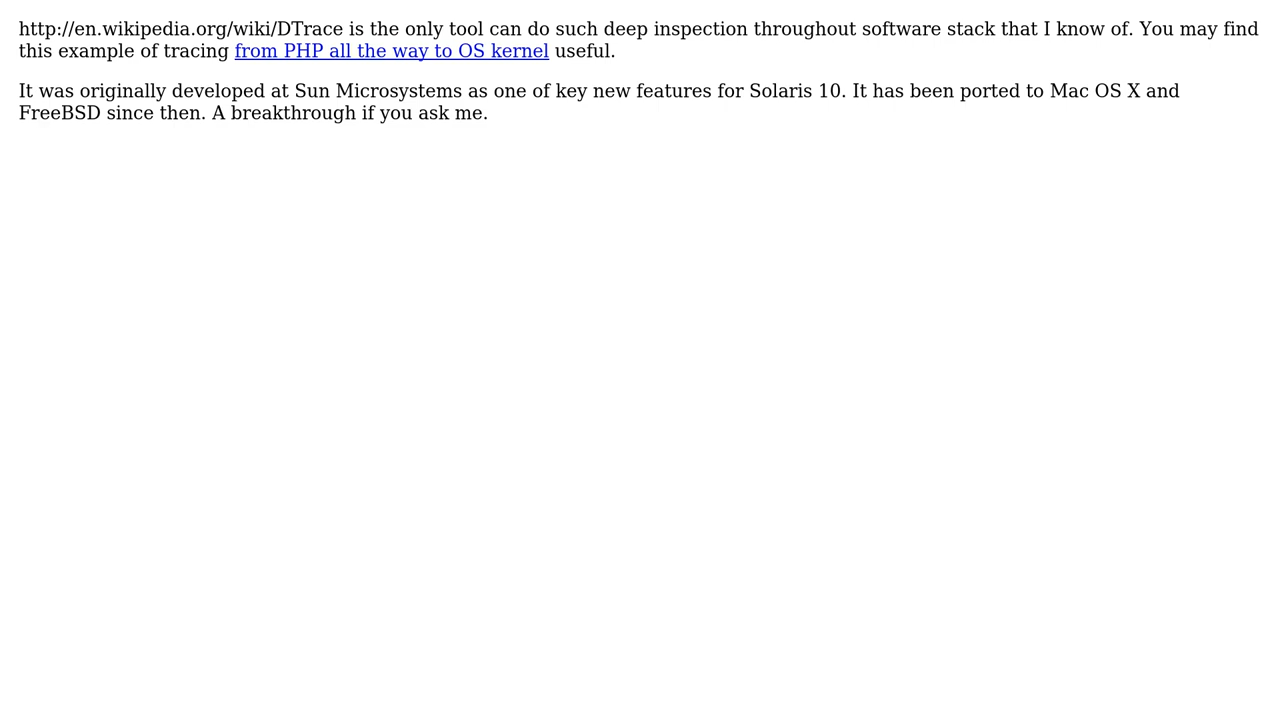 http://en.wikipedia.org/wiki/DTrace is the only tool can do such deep inspection throughout software stack that I know of. You may find
this example of tracing from PHP all the way to OS kernel useful.
It was originally developed at Sun Microsystems as one of key new features for Solaris 10. It has been ported to Mac OS X and
FreeBSD since then. A breakthrough if you ask me.